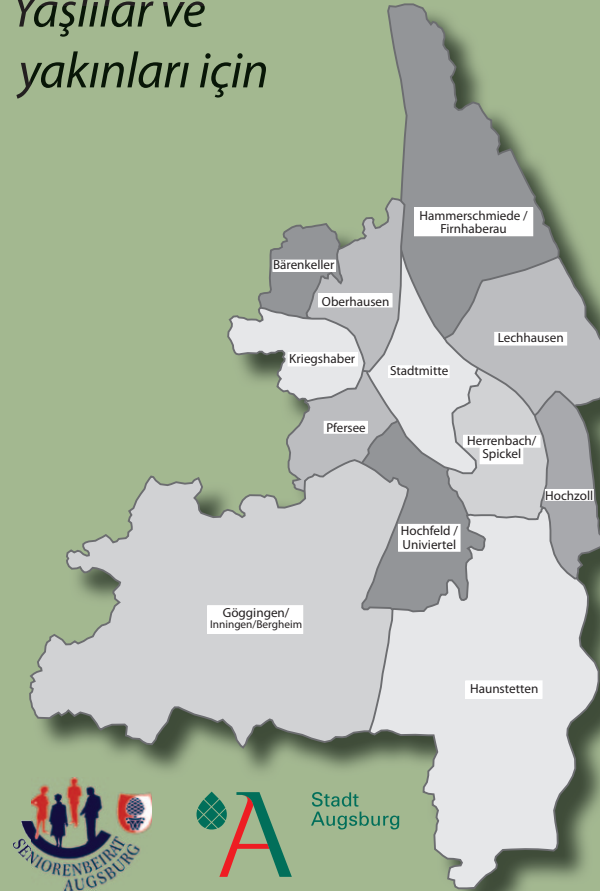 Yaşlılar ve
yakınları için
Hammerschmiede /
Firnhaberau
Bärenkeller
Oberhausen
Lechhausen
Kriegshaber
Stadtmitte
Pfersee
Herrenbach/
Spickel
Hochzoll
Hochfeld /
Univiertel
Göggingen/
Inningen/Bergheim
Haunstetten
SENIORENBEIRAT
AUGSBURG
A
Stadt
Augsburg